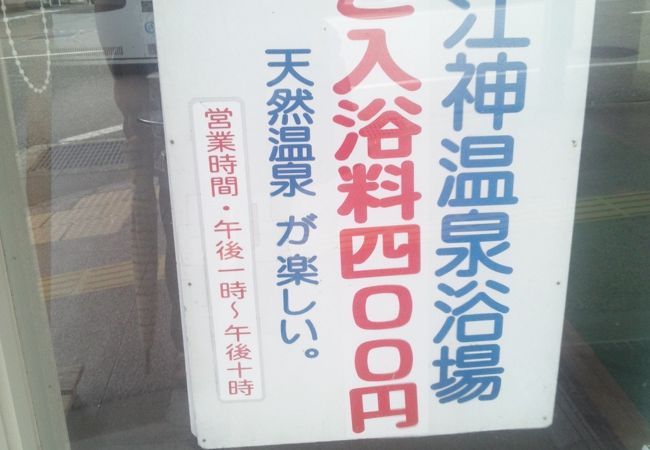 江神温泉浴場
ご入浴料四〇〇円
天然温泉が楽しい。
営業時間・午後一時～午後十時